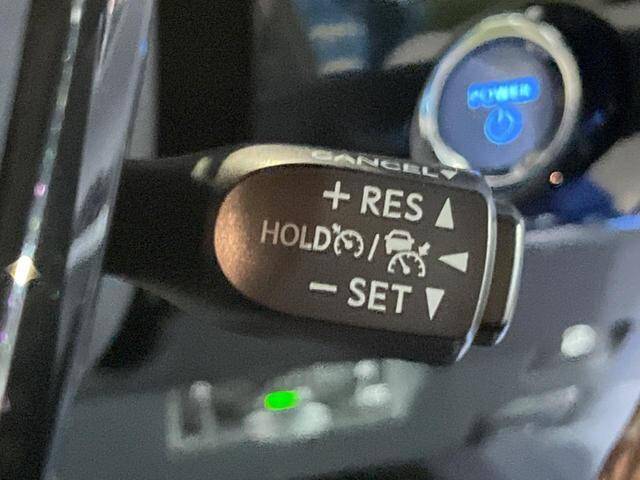 POWER
CANCEL
+ RES
HOLD /
− SET